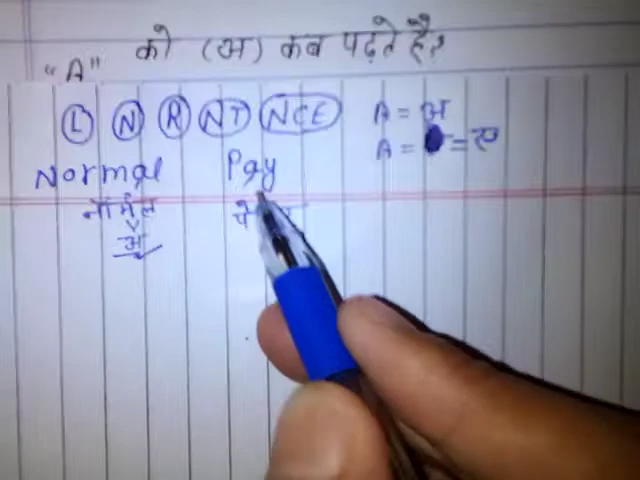 "A" को (अ) कब पढ़ते है?
L N R NT NCE A = अ
A = = ए
Normal Pay
नॉर्मल
अ